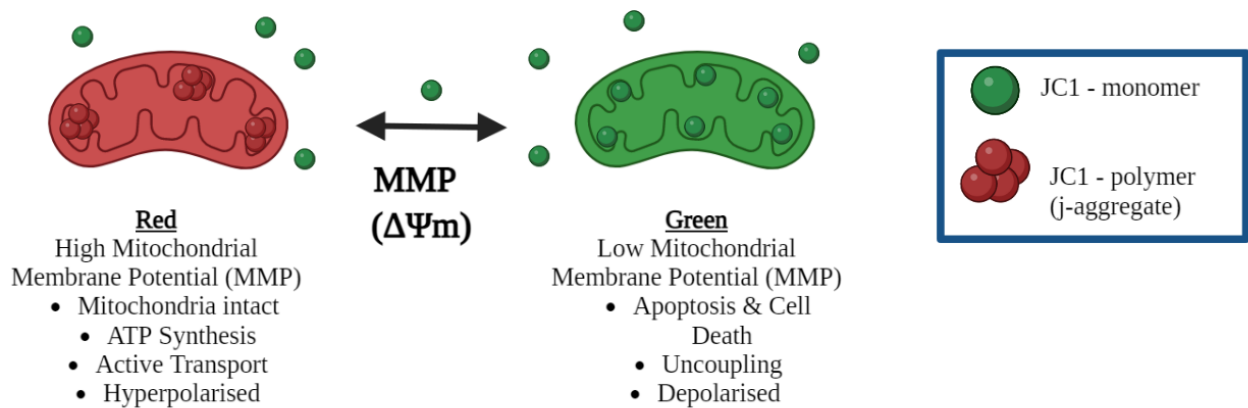 MMP
(ΔΨm)
Red
High Mitochondrial
Membrane Potential (MMP)
• Mitochondria intact
• ATP Synthesis
• Active Transport
• Hyperpolarised
Green
Low Mitochondrial
Membrane Potential (MMP)
• Apoptosis & Cell
Death
• Uncoupling
• Depolarised
JC1 - monomer
JC1 - polymer
(j-aggregate)